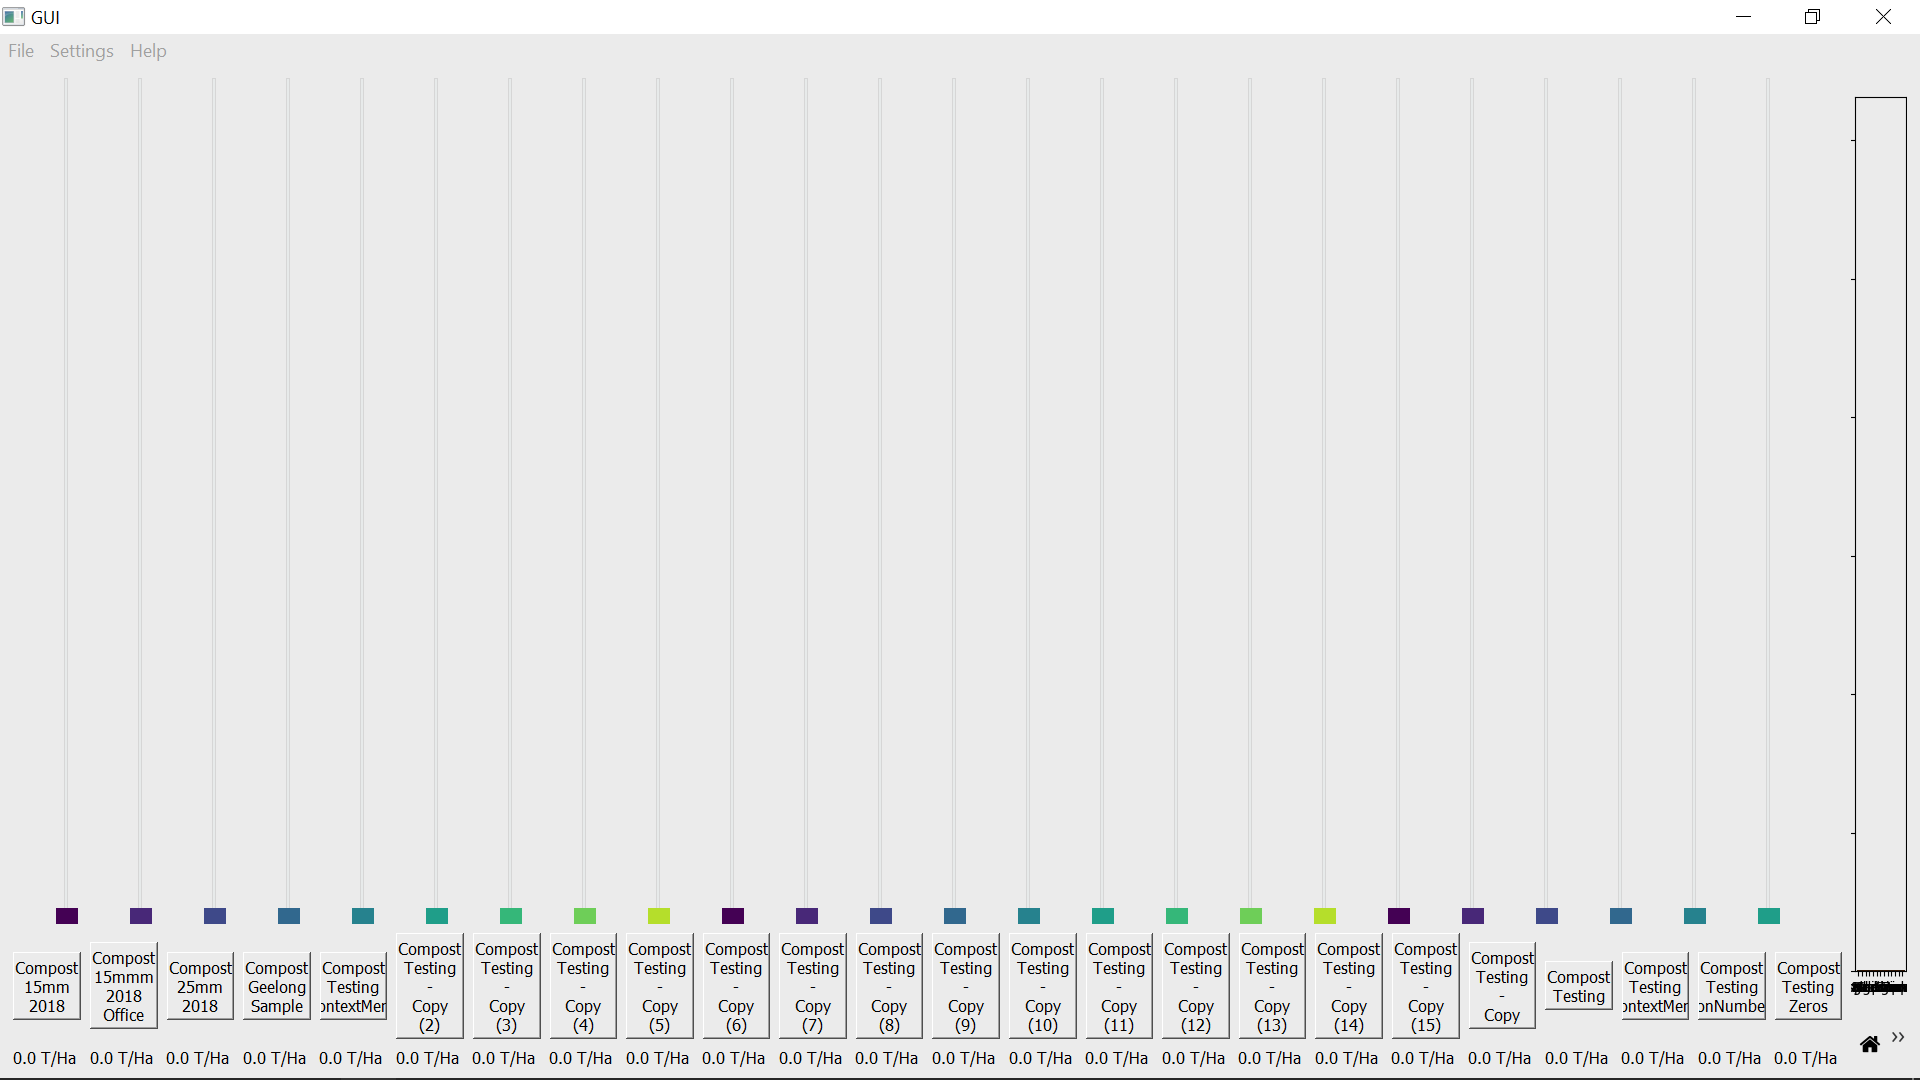 GUI
File Settings Help
Compost
15mm
2018
Compost
15mmm
2018
Office
Compost
25mm
2018
Compost
Geelong
Sample
Compost
Testing
ontextMer
Compost
Testing
-
Copy
(2)
Compost
Testing
-
Copy
(3)
Compost
Testing
-
Copy
(4)
Compost
Testing
-
Copy
(5)
Compost
Testing
-
Copy
(6)
Compost
Testing
-
Copy
(7)
Compost
Testing
-
Copy
(8)
Compost
Testing
-
Copy
(9)
Compost
Testing
-
Copy
(10)
Compost
Testing
-
Copy
(11)
Compost
Testing
-
Copy
(12)
Compost
Testing
-
Copy
(13)
Compost
Testing
-
Copy
(14)
Compost
Testing
-
Copy
(15)
Compost
Testing
-
Copy
Compost
Testing
Compost
Testing
ontextMer
Compost
Testing
onNumbe
Compost
Testing
Zeros
0.0 T/Ha 0.0 T/Ha 0.0 T/Ha 0.0 T/Ha 0.0 T/Ha 0.0 T/Ha 0.0 T/Ha 0.0 T/Ha 0.0 T/Ha 0.0 T/Ha 0.0 T/Ha 0.0 T/Ha 0.0 T/Ha 0.0 T/Ha 0.0 T/Ha 0.0 T/Ha 0.0 T/Ha 0.0 T/Ha 0.0 T/Ha 0.0 T/Ha 0.0 T/Ha 0.0 T/Ha 0.0 T/Ha 0.0 T/Ha